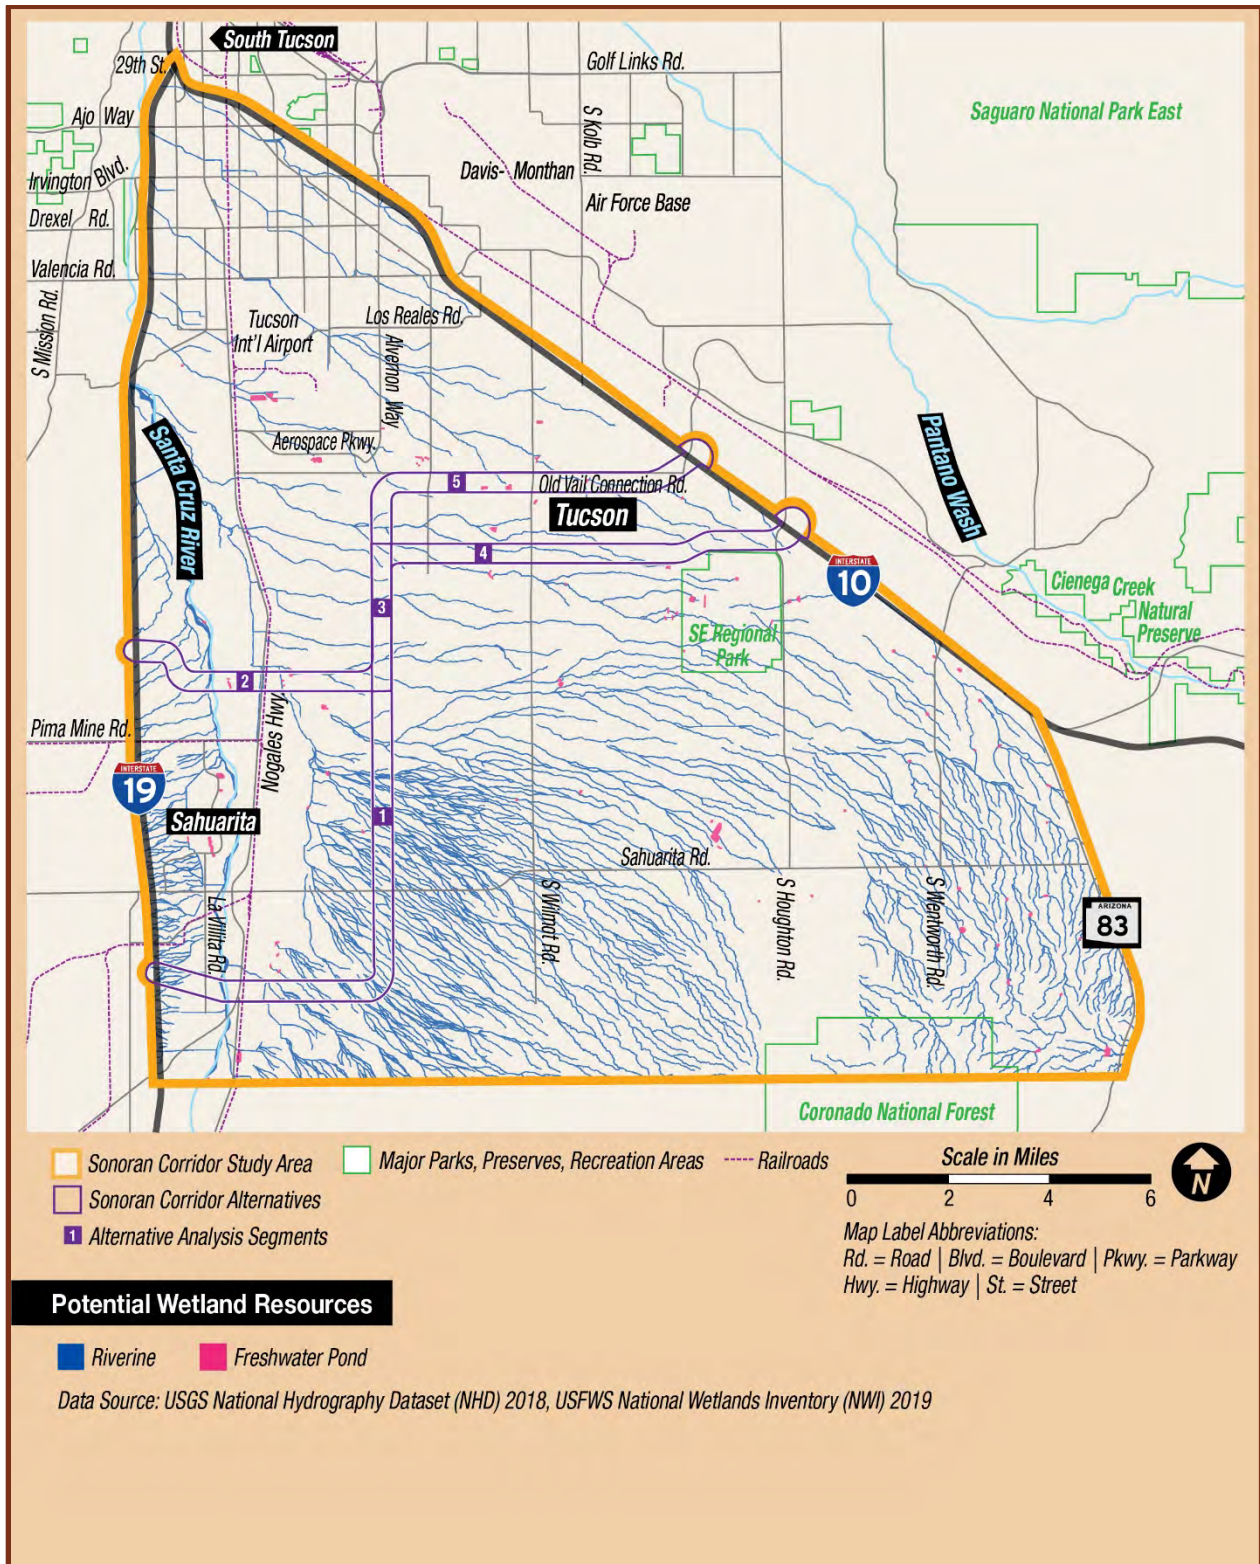 South Tucson
29th St.
Golf Links Rd.
Ajo Way
S Kolb Rd.
Saguaro National Park East
Irvington Blvd.
Davis- Monthan
Air Force Base
Drexel Rd.
Valencia Rd.
S Mission Rd.
Tucson
Int'l Airport
Los Reales Rd.
Alvernon Way
Aerospace Pkwy.
Santa Cruz River
Pantano Wash
5
Old Vail Connection Rd.
Tucson
4
INTERSTATE
10
3
Cienega Creek
Natural
Preserve
SE Regional
Park
2
Nogales Hwy.
Pima Mine Rd.
INTERSTATE
19
1
Sahuarita
Sahuarita Rd.
La Villita Rd.
S Wilmot Rd.
S Houghton Rd.
S Wentworth Rd.
ARIZONA
83
Coronado National Forest
Sonoran Corridor Study Area
Major Parks, Preserves, Recreation Areas
Railroads
Sonoran Corridor Alternatives
1 Alternative Analysis Segments
Scale in Miles
0 2 4 6
N
Map Label Abbreviations:
Rd. = Road | Blvd. = Boulevard | Pkwy. = Parkway
Hwy. = Highway | St. = Street
Potential Wetland Resources
Riverine
Freshwater Pond
Data Source: USGS National Hydrography Dataset (NHD) 2018, USFWS National Wetlands Inventory (NWI) 2019